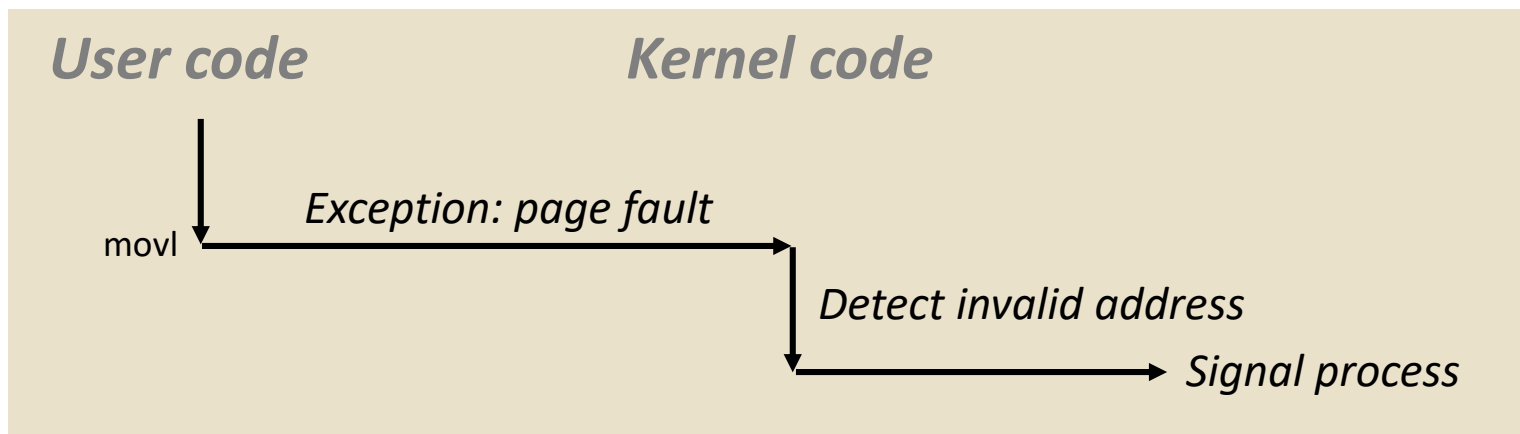 User code
Kernel code
Exception: page fault
movl
Detect invalid address
Signal process